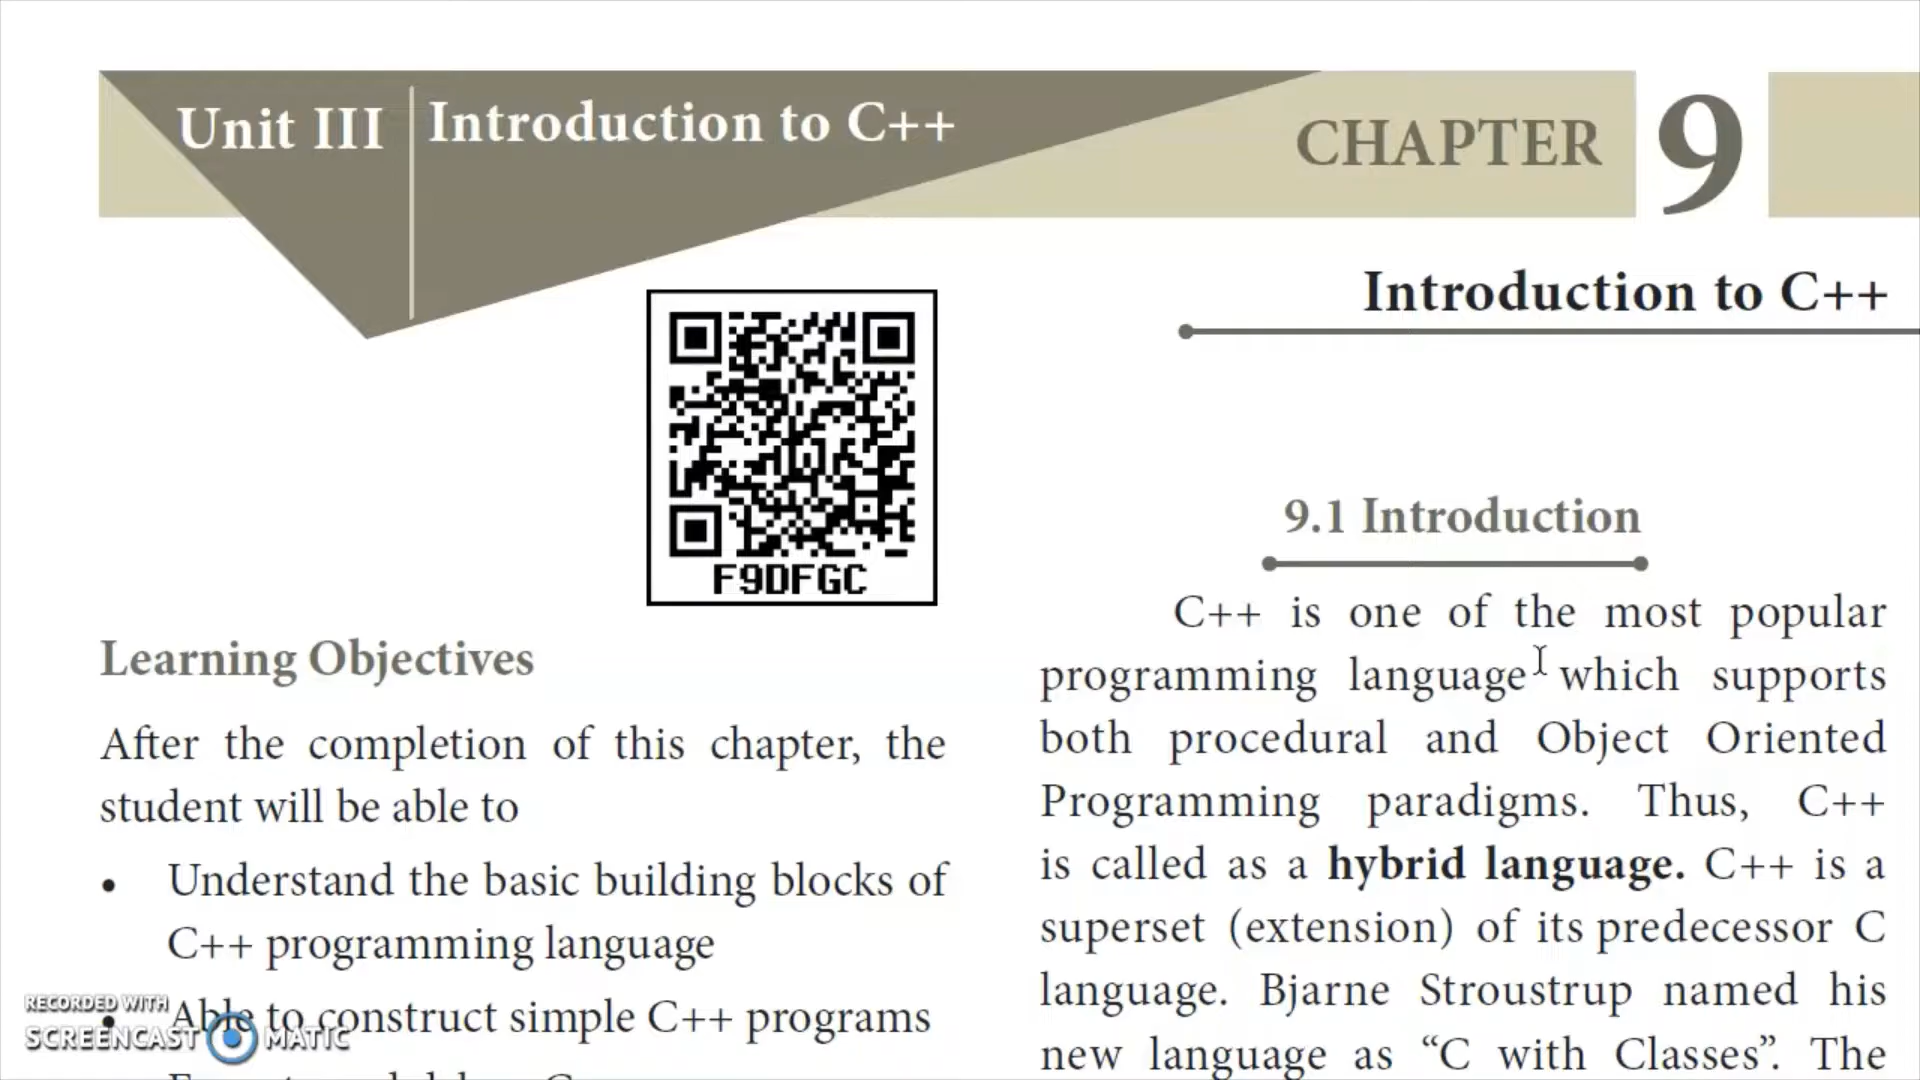 Unit III
Introduction to C++
CHAPTER 9
Introduction to C++
F9DFGC
Learning Objectives
After the completion of this chapter, the
student will be able to
• Understand the basic building blocks of
C++ programming language
• Able to construct simple C++ programs
9.1 Introduction
C++ is one of the most popular
programming language which supports
both procedural and Object Oriented
Programming paradigms. Thus, C++
is called as a hybrid language. C++ is a
superset (extension) of its predecessor C
language. Bjarne Stroustrup named his
new language as “C with Classes”. The
RECORDED WITH
SCREENCAST MATIC